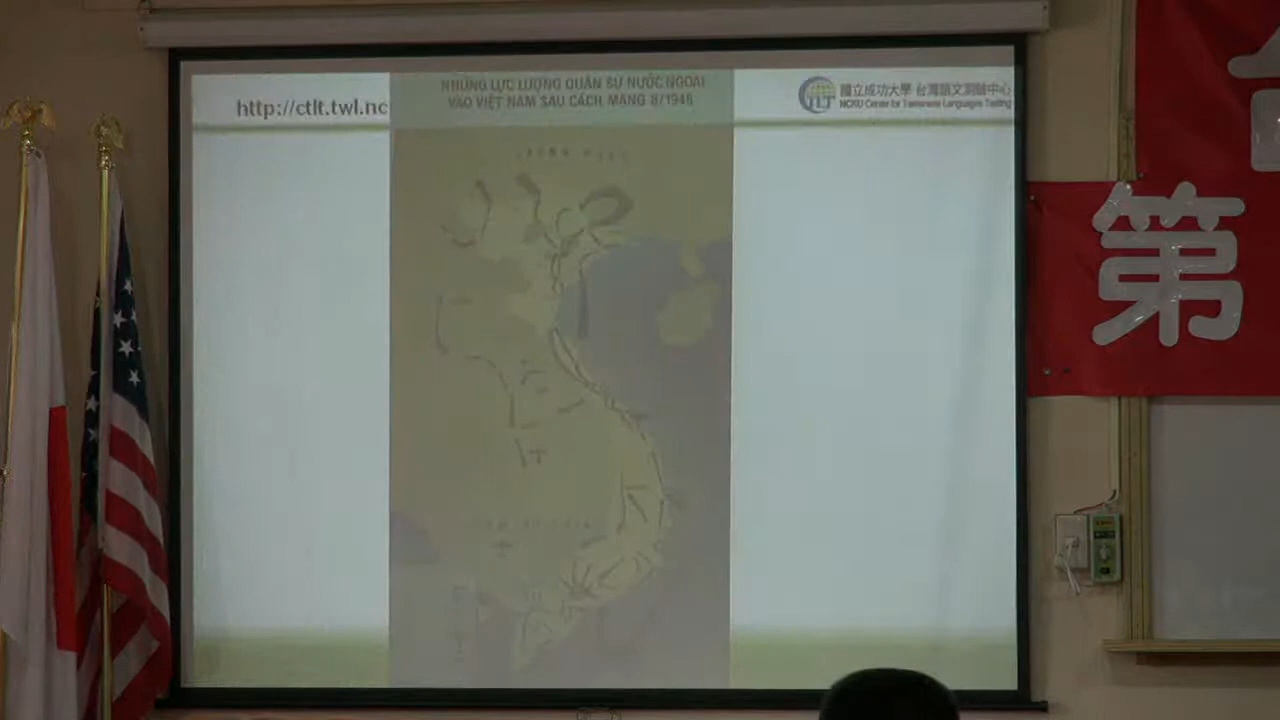 http://ctlt.twl.nc
NHỮNG LỰC LƯỢNG QUÂN SỰ NƯỚC NGOÀI
VÀO VIỆT NAM SAU CÁCH MẠNG 8/1945
國立成功大學 台灣語文測驗中心
NCKU Center for Taiwanese Languages Testing
第